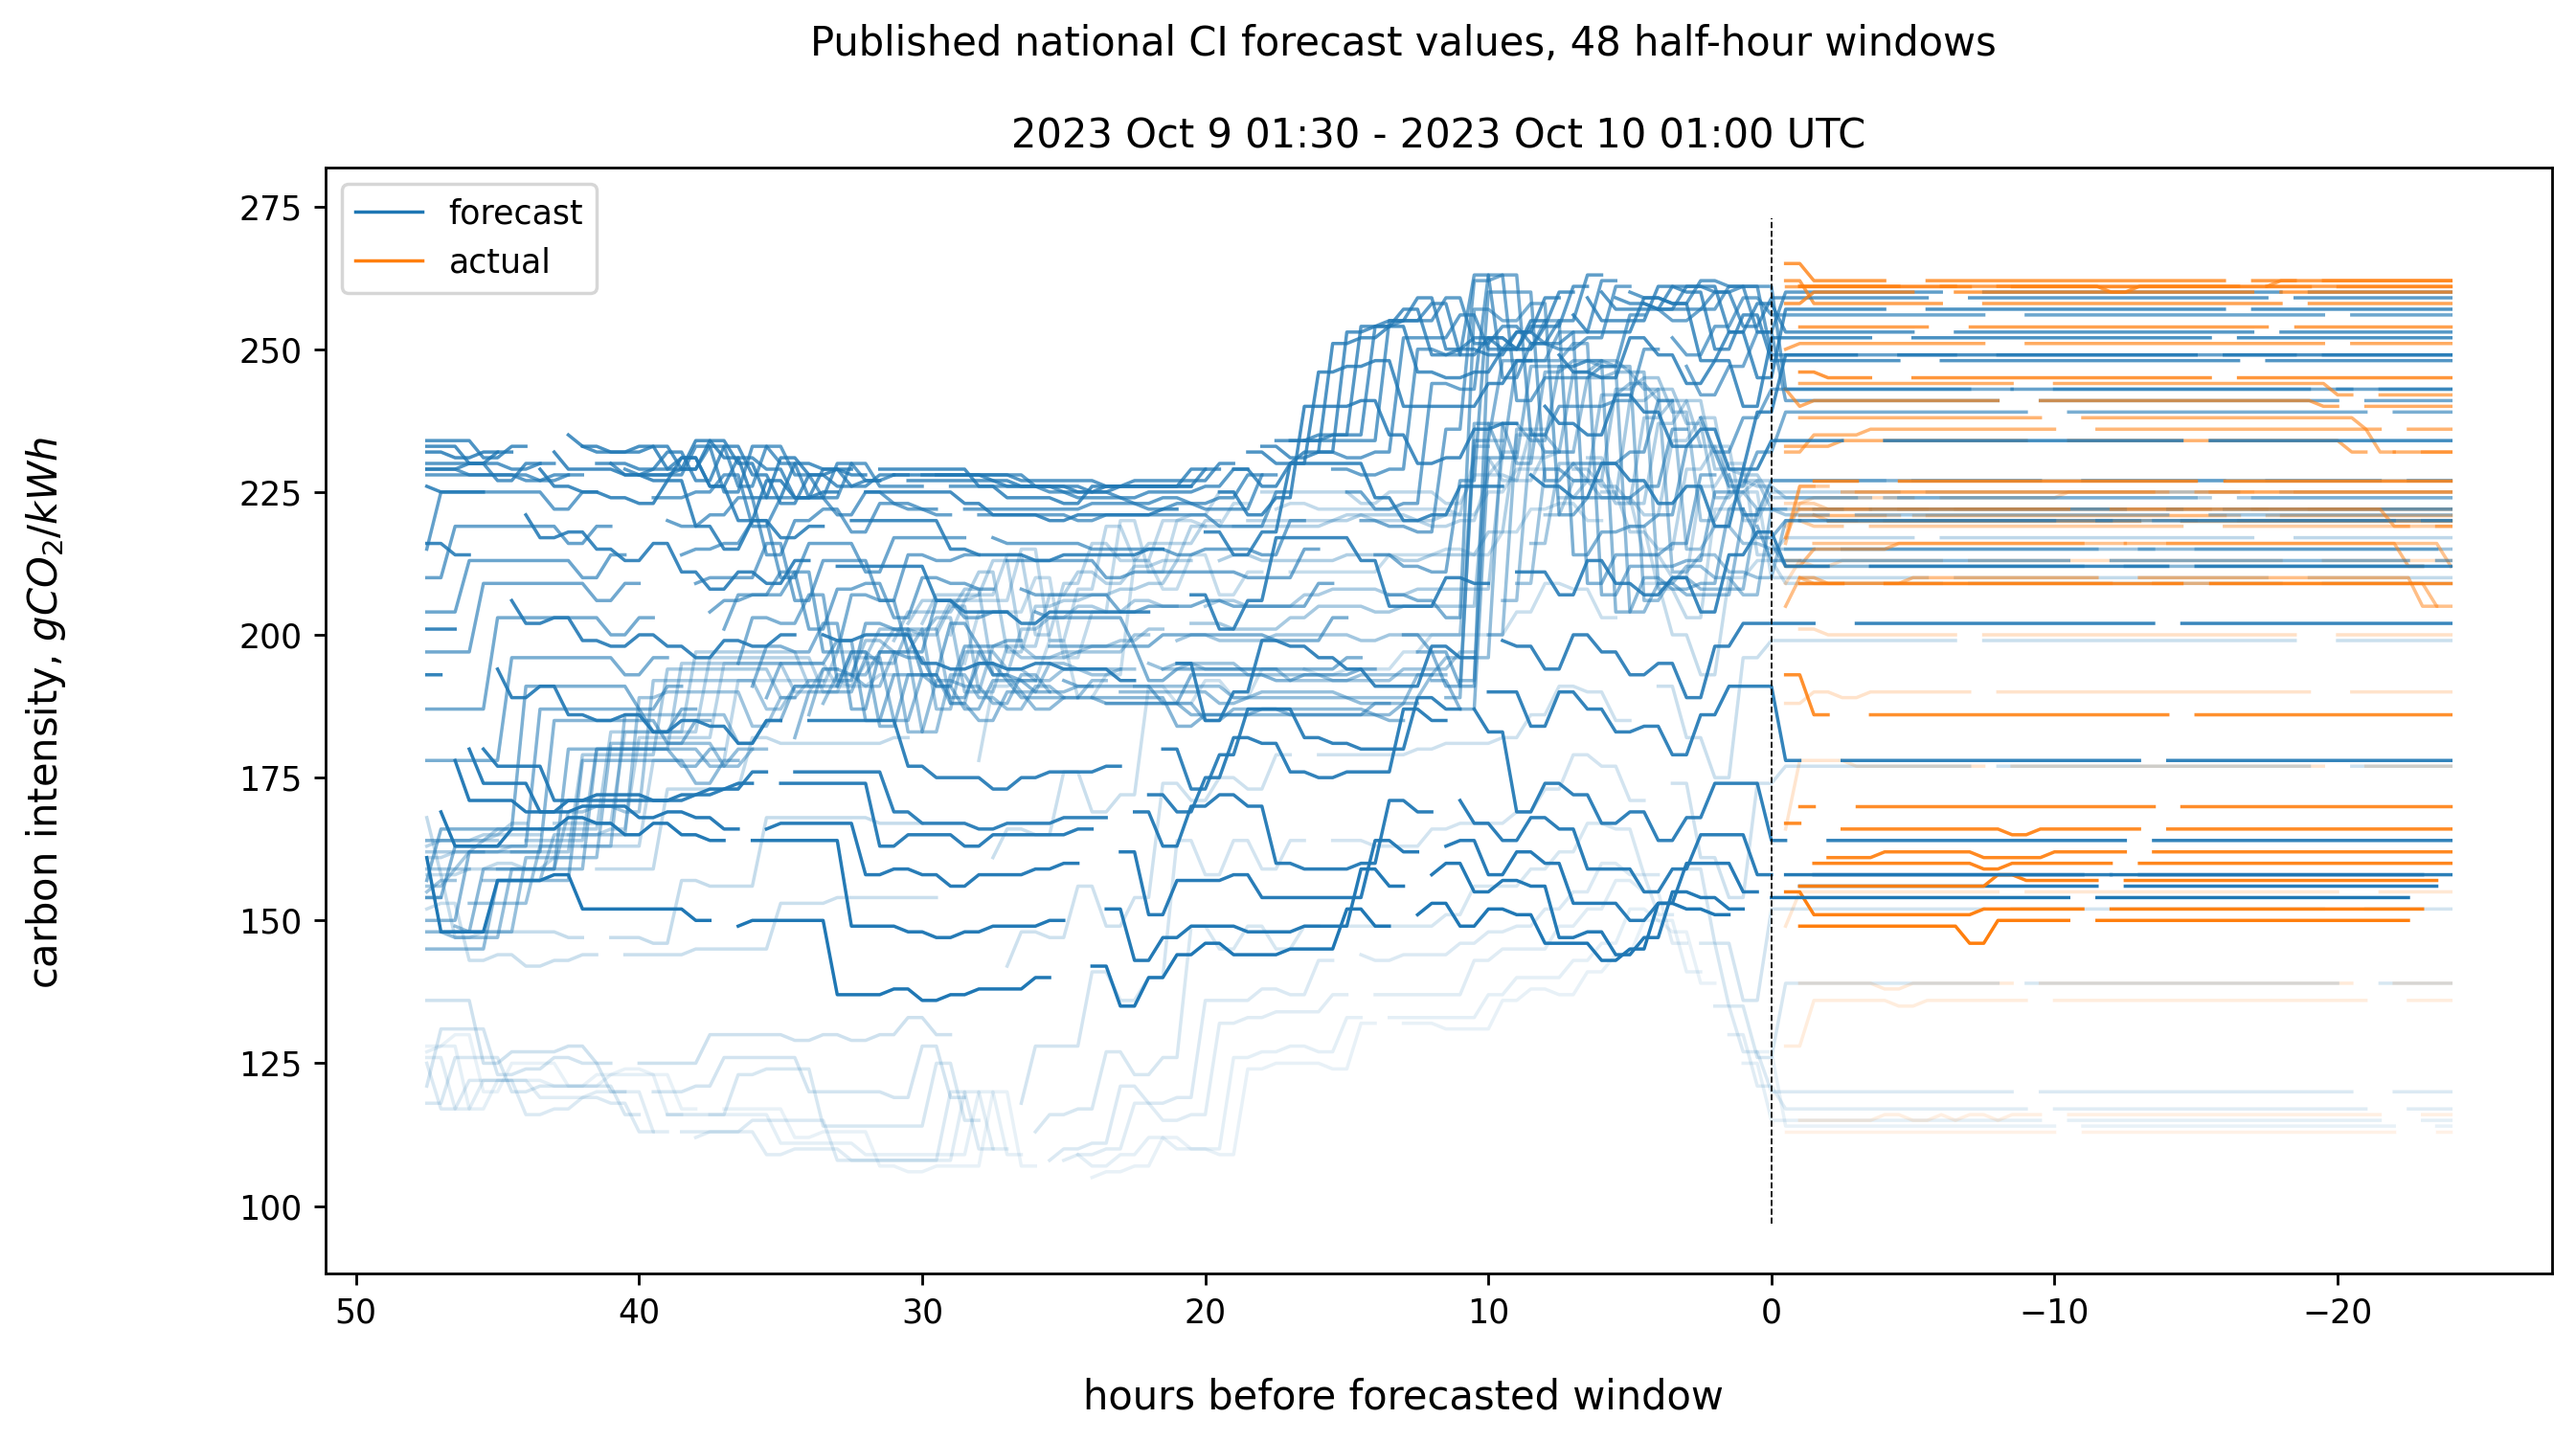 Published national CI forecast values, 48 half-hour windows
2023 Oct 9 01:30 - 2023 Oct 10 01:00 UTC
forecast
actual
275
250
225
200
175
150
125
100
carbon intensity, gCO₂/kWh
50
40
30
20
10
0
−10
−20
hours before forecasted window